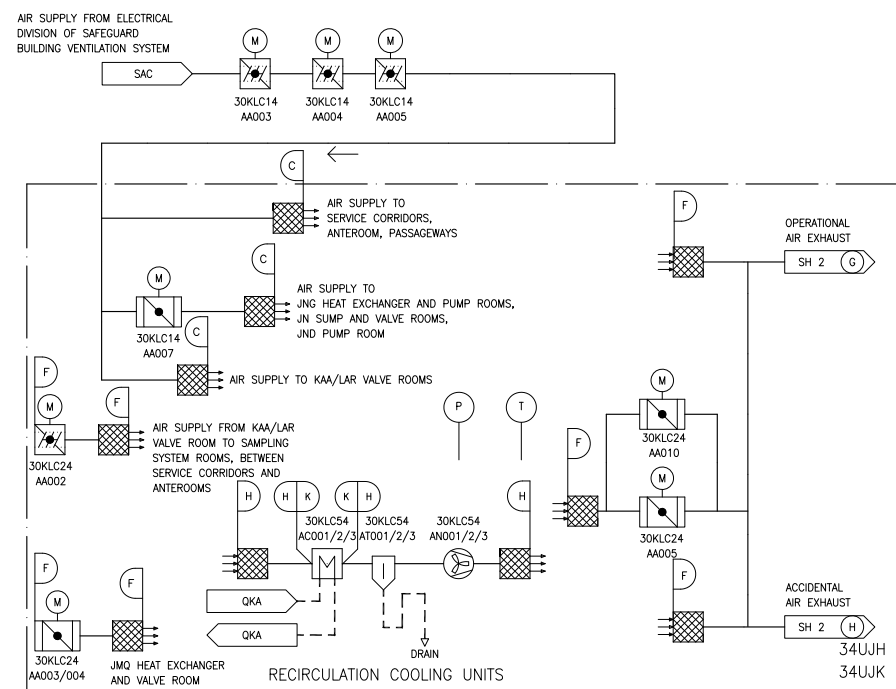 AIR SUPPLY FROM ELECTRICAL
DIVISION OF SAFEGUARD
BUILDING VENTILATION SYSTEM
SAC
M
M
M
30KLC14
AA003
30KLC14
AA004
30KLC14
AA005
C
AIR SUPPLY TO
SERVICE CORRIDORS,
ANTEROOM, PASSAGEWAYS
F
OPERATIONAL
AIR EXHAUST
SH 2
G
C
M
AIR SUPPLY TO
JNG HEAT EXCHANGER AND PUMP ROOMS,
JN SUMP AND VALVE ROOMS,
JND PUMP ROOM
30KLC14
AA007
C
AIR SUPPLY TO KAA/LAR VALVE ROOMS
F
M
30KLC24
AA002
F
AIR SUPPLY FROM KAA/LAR
VALVE ROOM TO SAMPLING
SYSTEM ROOMS, BETWEEN
SERVICE CORRIDORS AND
ANTEROOMS
P
T
M
30KLC24
AA010
F
M
30KLC24
AA005
H
H
K
K
H
H
30KLC54
AC001/2/3
30KLC54
AT001/2/3
30KLC54
AN001/2/3
QKA
QKA
DRAIN
RECIRCULATION COOLING UNITS
F
M
30KLC24
AA003/004
F
JMQ HEAT EXCHANGER
AND VALVE ROOM
F
ACCIDENTAL
AIR EXHAUST
SH 2
H
34UJH
34UJK